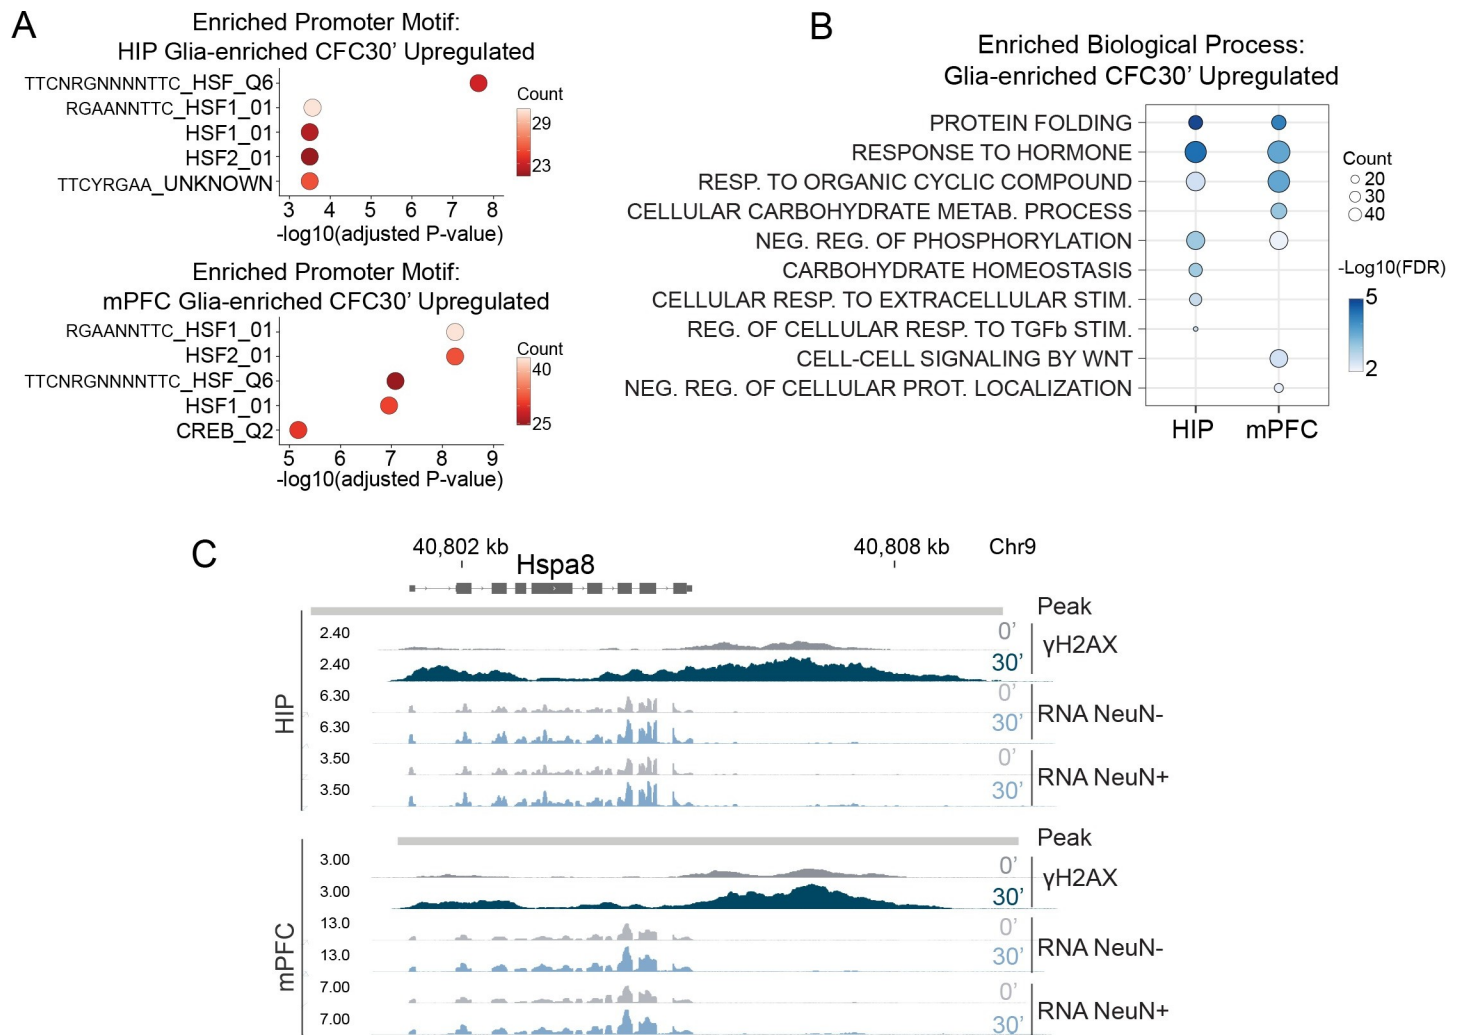 A
Enriched Promoter Motif:
HIP Glia-enriched CFC30’ Upregulated
TTCNRGNNNNTTC_HSF_Q6
RGAANNTTC_HSF1_01
HSF1_01
HSF2_01
TTCYRGAA_UNKNOWN
3 4 5 6 7 8
-log10(adjusted P-value)
Count
29
23
Enriched Promoter Motif:
mPFC Glia-enriched CFC30’ Upregulated
RGAANNTTC_HSF1_01
HSF2_01
TTCNRGNNNNTTC_HSF_Q6
HSF1_01
CREB_Q2
5 6 7 8 9
-log10(adjusted P-value)
Count
40
25
B
Enriched Biological Process:
Glia-enriched CFC30’ Upregulated
PROTEIN FOLDING
RESPONSE TO HORMONE
RESP. TO ORGANIC CYCLIC COMPOUND
CELLULAR CARBOHYDRATE METAB. PROCESS
NEG. REG. OF PHOSPHORYLATION
CARBOHYDRATE HOMEOSTASIS
CELLULAR RESP. TO EXTRACELLULAR STIM.
REG. OF CELLULAR RESP. TO TGFb STIM.
CELL-CELL SIGNALING BY WNT
NEG. REG. OF CELLULAR PROT. LOCALIZATION
HIP mPFC
Count
20
30
40
-Log10(FDR)
5
2
C
40,802 kb 40,808 kb Chr9
Hspa8
HIP
Peak
2.40 0’
2.40 30’
γH2AX
6.30 0’
6.30 30’
RNA NeuN-
3.50 0’
3.50 30’
RNA NeuN+
mPFC
Peak
3.00 0’
3.00 30’
γH2AX
13.0 0’
13.0 30’
RNA NeuN-
7.00 0’
7.00 30’
RNA NeuN+